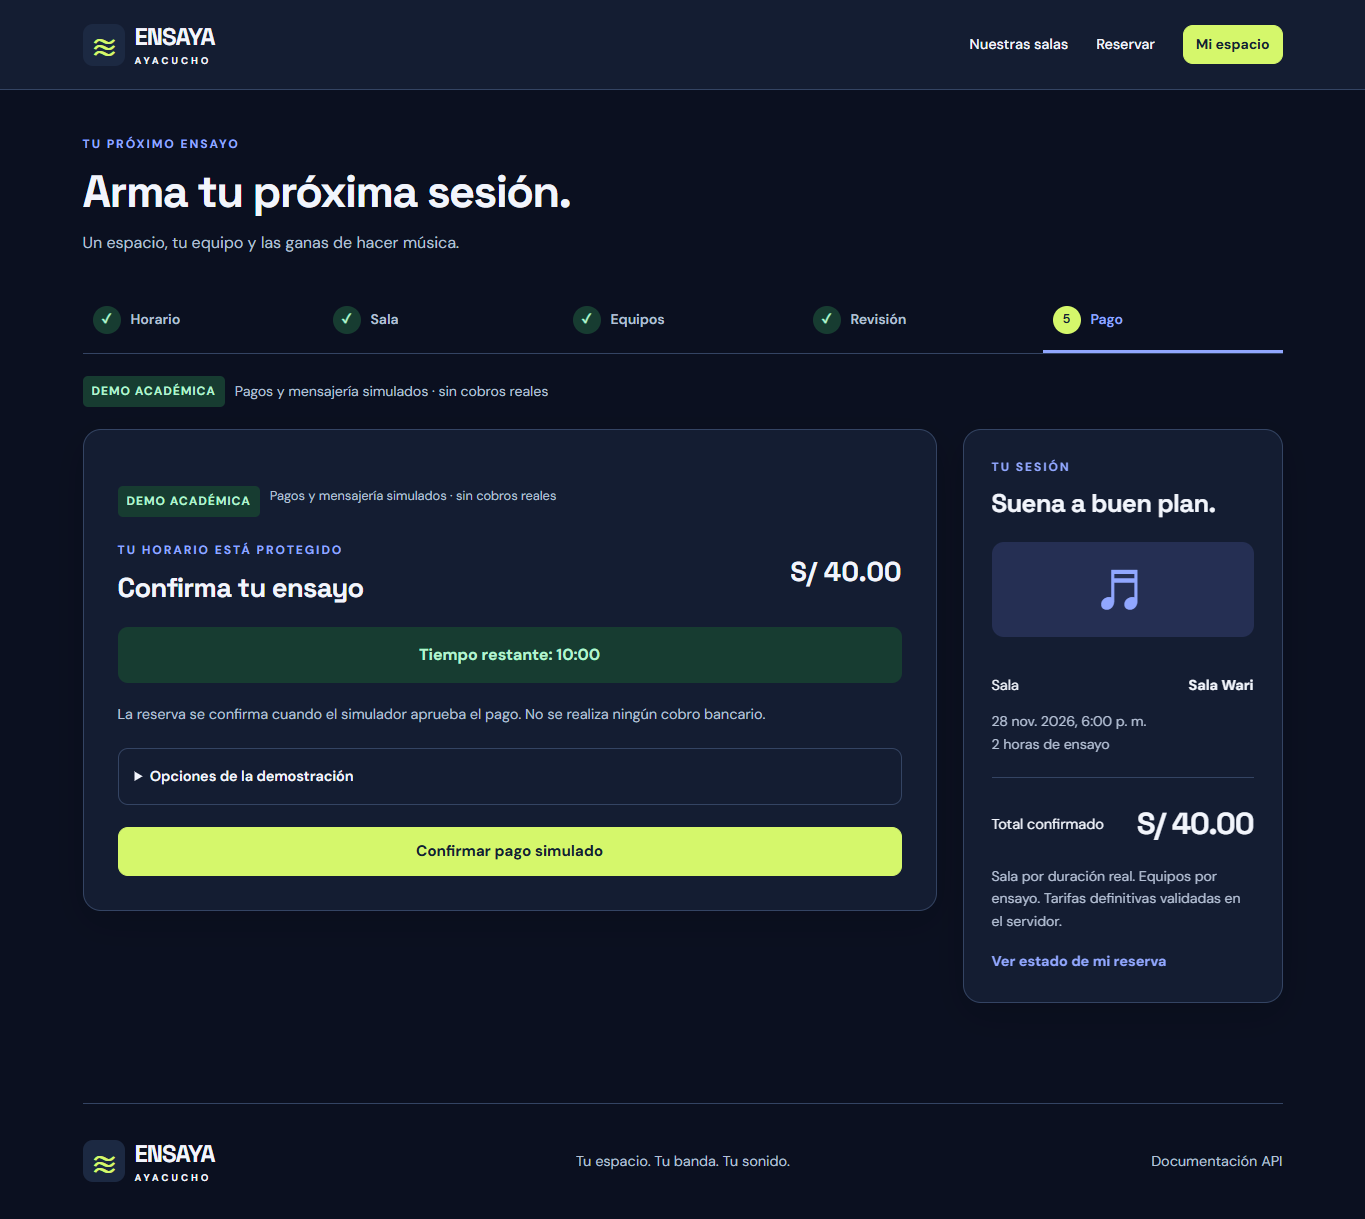 ENSAYA
AYACUCHO
Nuestras salas
Reservar
Mi espacio
TU PRÓXIMO ENSAYO
Arma tu próxima sesión.
Un espacio, tu equipo y las ganas de hacer música.
✓ Horario
✓ Sala
✓ Equipos
✓ Revisión
5 Pago
DEMO ACADÉMICA Pagos y mensajería simulados · sin cobros reales
DEMO ACADÉMICA Pagos y mensajería simulados · sin cobros reales
TU HORARIO ESTÁ PROTEGIDO
Confirma tu ensayo
S/ 40.00
Tiempo restante: 10:00
La reserva se confirma cuando el simulador aprueba el pago. No se realiza ningún cobro bancario.
Opciones de la demostración
Confirmar pago simulado
TU SESIÓN
Suena a buen plan.
Sala Sala Wari
28 nov. 2026, 6:00 p. m.
2 horas de ensayo
Total confirmado S/ 40.00
Sala por duración real. Equipos por
ensayo. Tarifas definitivas validadas en
el servidor.
Ver estado de mi reserva
ENSAYA
AYACUCHO
Tu espacio. Tu banda. Tu sonido.
Documentación API